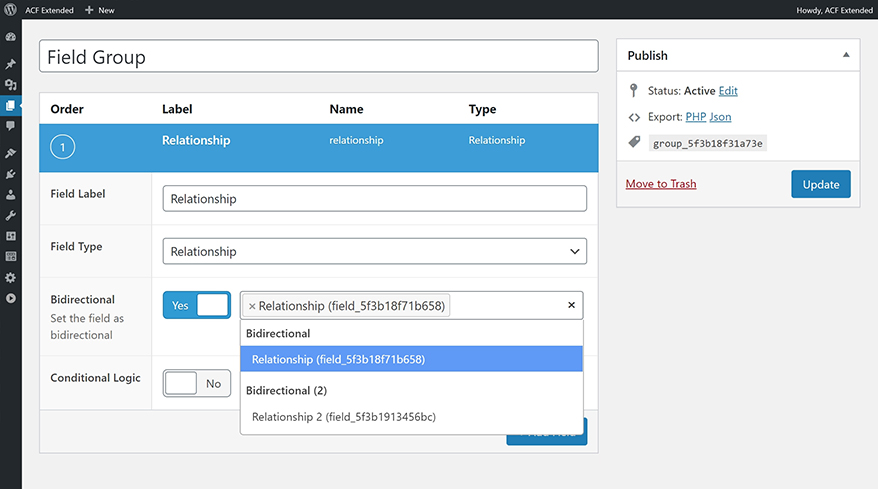 ACF Extended
New
Howdy, ACF Extended
Field Group
Order Label Name Type
1 Relationship relationship Relationship
Field Label
Relationship
Field Type
Relationship
Bidirectional
Set the field as
bidirectional
Yes
× Relationship (field_5f3b18f71b658) ×
Bidirectional
Relationship (field_5f3b18f71b658)
Bidirectional (2)
Relationship 2 (field_5f3b1913456bc)
Conditional Logic
No
Publish
Status: Active Edit
Export: PHP Json
group_5f3b18f31a73e
Move to Trash
Update